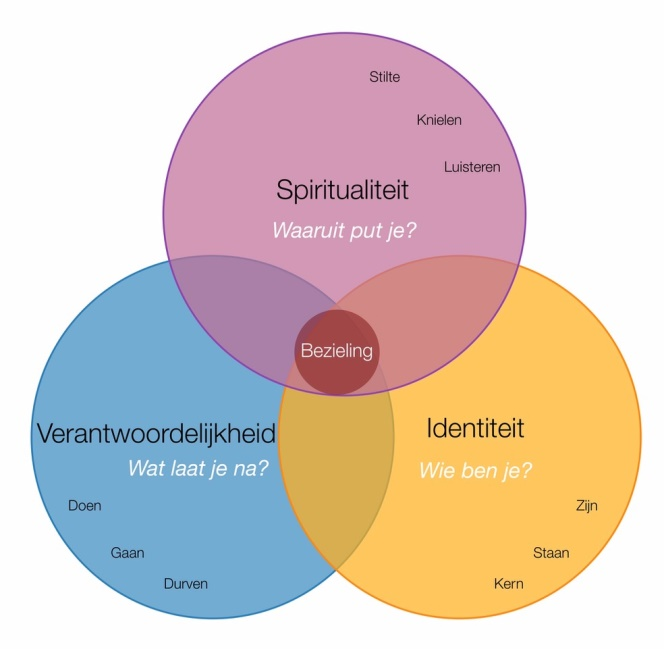 Stilte
Knielen
Luisteren
Spiritualiteit
Waaruit put je?
Bezieling
Verantwoordelijkheid
Wat laat je na?
Doen
Gaan
Durven
Identiteit
Wie ben je?
Zijn
Staan
Kern